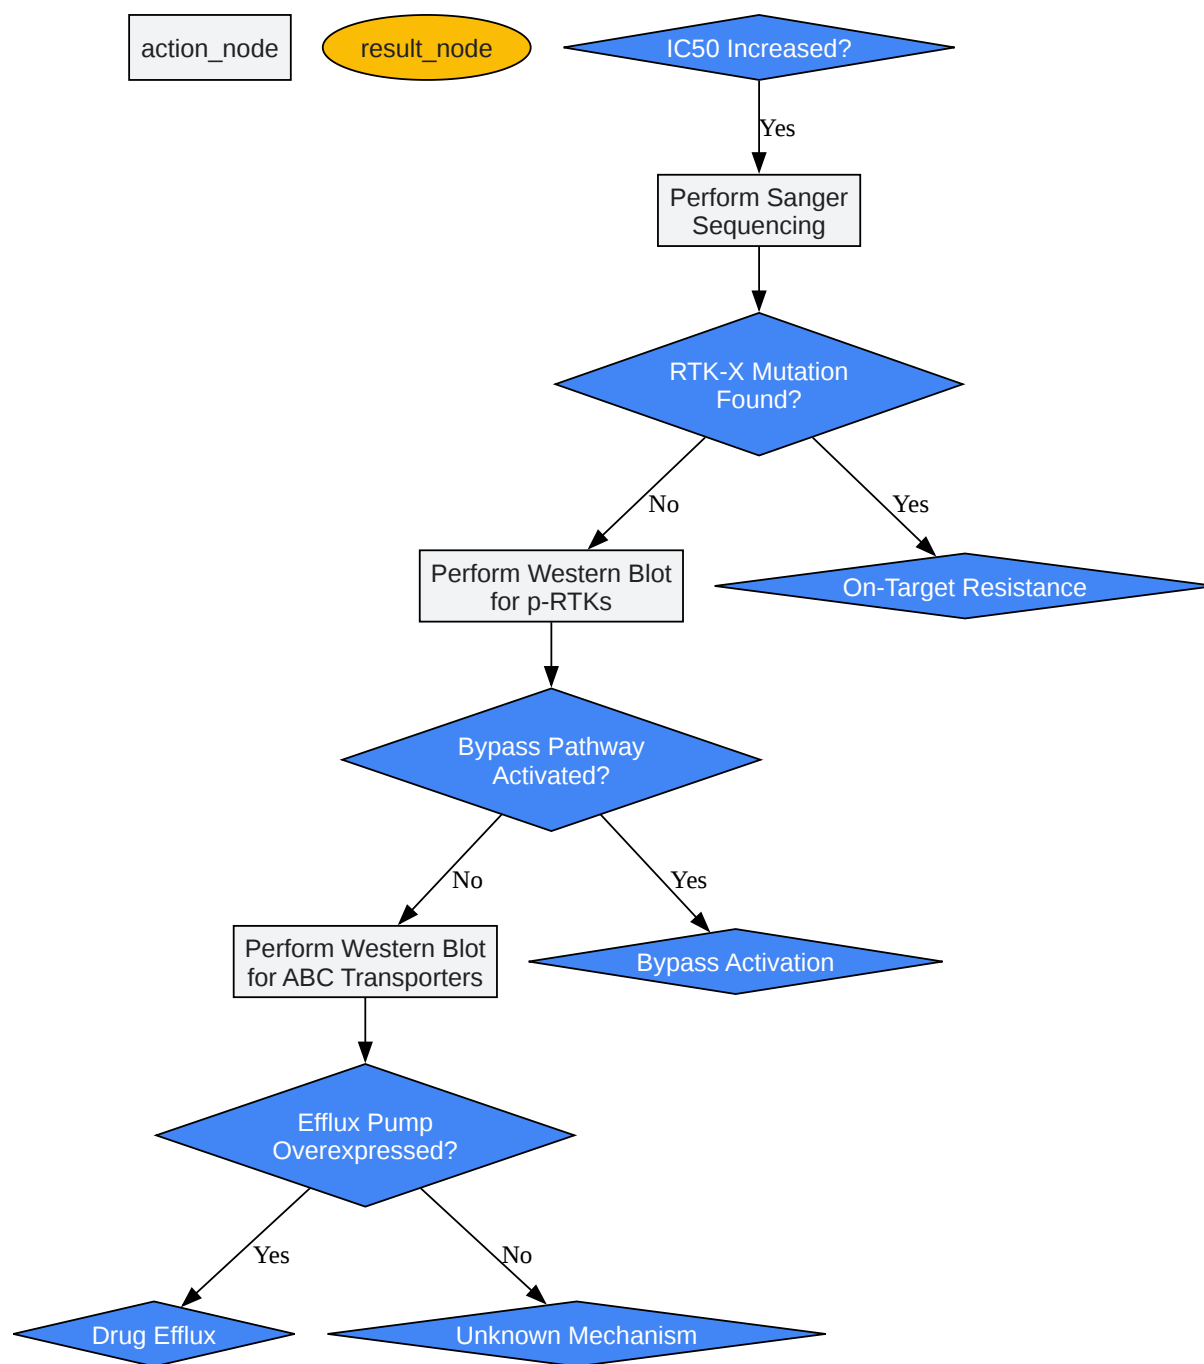 action_node
result_node
IC50 Increased?
Yes
Perform Sanger
Sequencing
RTK-X Mutation
Found?
No
Yes
Perform Western Blot
for p-RTKs
On-Target Resistance
Bypass Pathway
Activated?
No
Yes
Perform Western Blot
for ABC Transporters
Bypass Activation
Efflux Pump
Overexpressed?
Yes
No
Drug Efflux
Unknown Mechanism